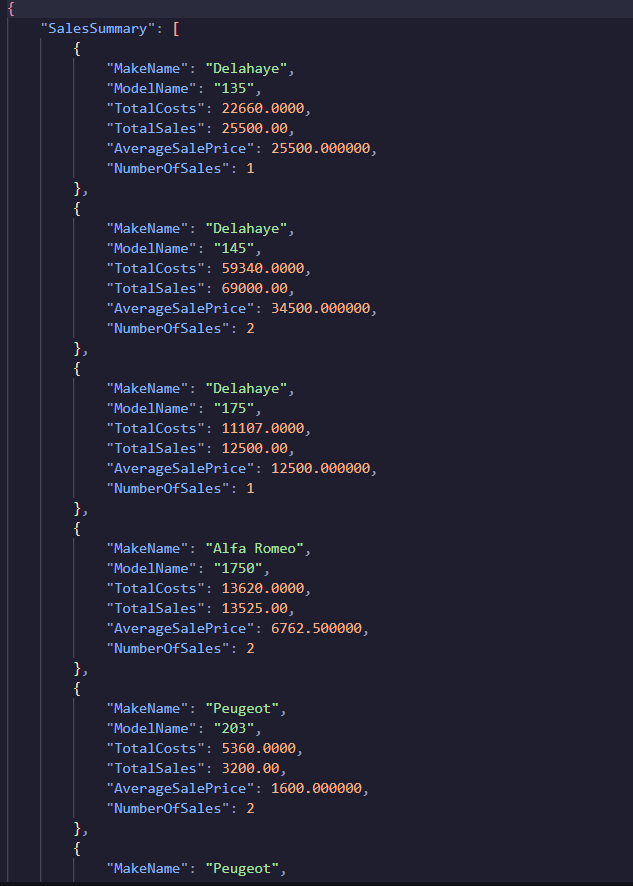 {
"SalesSummary": [
{
"MakeName": "Delahaye",
"ModelName": "135",
"TotalCosts": 22660.0000,
"TotalSales": 25500.00,
"AverageSalePrice": 25500.000000,
"NumberOfSales": 1
},
{
"MakeName": "Delahaye",
"ModelName": "145",
"TotalCosts": 59340.0000,
"TotalSales": 69000.00,
"AverageSalePrice": 34500.000000,
"NumberOfSales": 2
},
{
"MakeName": "Delahaye",
"ModelName": "175",
"TotalCosts": 11107.0000,
"TotalSales": 12500.00,
"AverageSalePrice": 12500.000000,
"NumberOfSales": 1
},
{
"MakeName": "Alfa Romeo",
"ModelName": "1750",
"TotalCosts": 13620.0000,
"TotalSales": 13525.00,
"AverageSalePrice": 6762.500000,
"NumberOfSales": 2
},
{
"MakeName": "Peugeot",
"ModelName": "203",
"TotalCosts": 5360.0000,
"TotalSales": 3200.00,
"AverageSalePrice": 1600.000000,
"NumberOfSales": 2
},
{
"MakeName": "Peugeot",